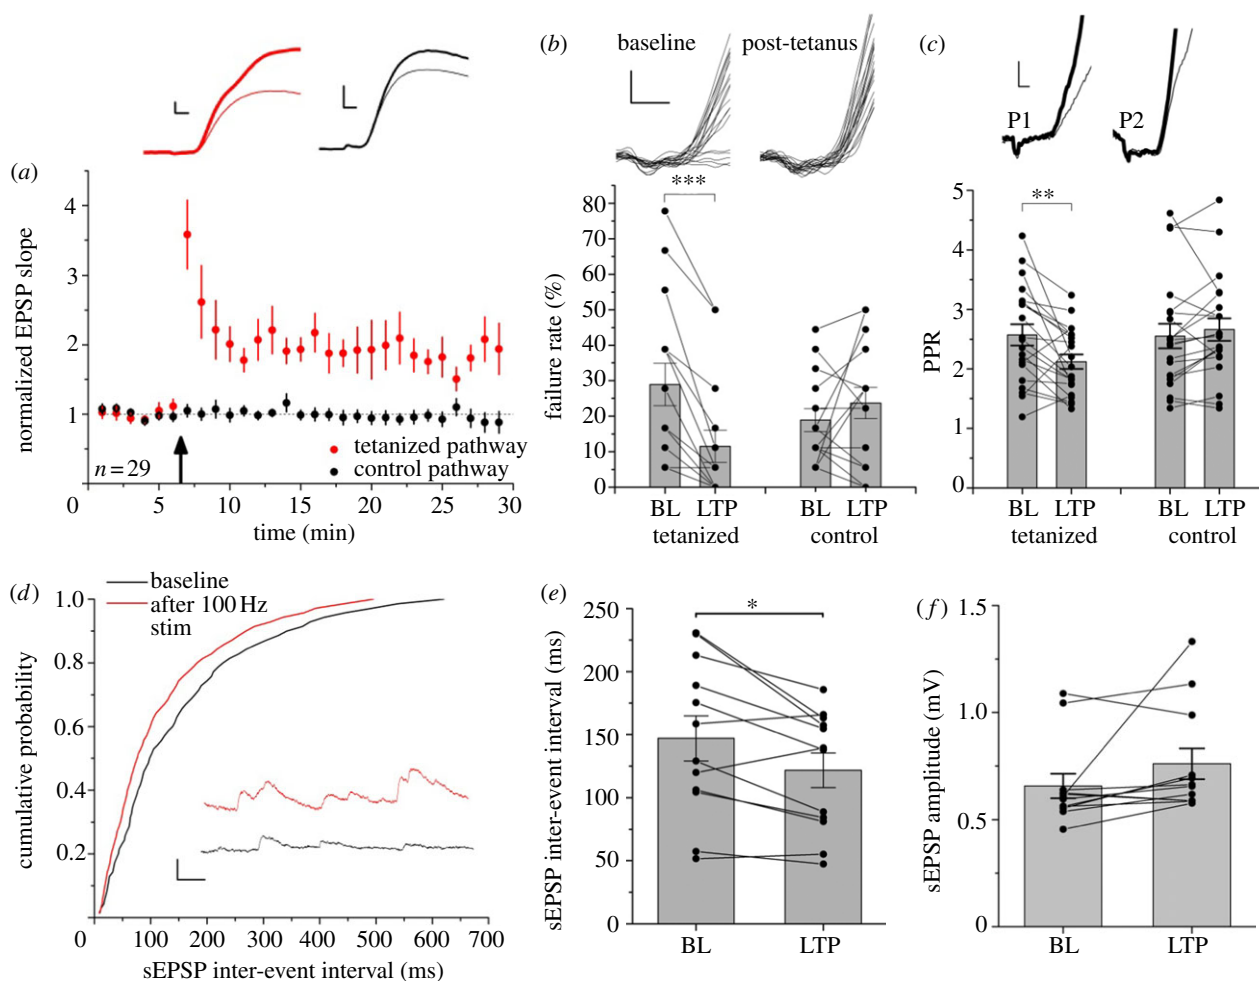 (a)
normalized EPSP slope
4
3
2
1
n = 29
tetanized pathway
control pathway
0
5
10
15
20
25
30
time (min)
(b)
baseline
post-tetanus
***
failure rate (%)
80
70
60
50
40
30
20
10
0
BL LTP BL LTP
tetanized control
(c)
P1
P2
**
PPR
5
4
3
2
1
0
BL LTP BL LTP
tetanized control
(d)
baseline
after 100 Hz
stim
cumulative probability
1.0
0.8
0.6
0.4
0.2
0 100 200 300 400 500 600 700
sEPSP inter-event interval (ms)
(e)
*
sEPSP inter-event interval (ms)
250
200
150
100
50
0
BL LTP
(f)
sEPSP amplitude (mV)
1.5
1.0
0.5
0
BL LTP